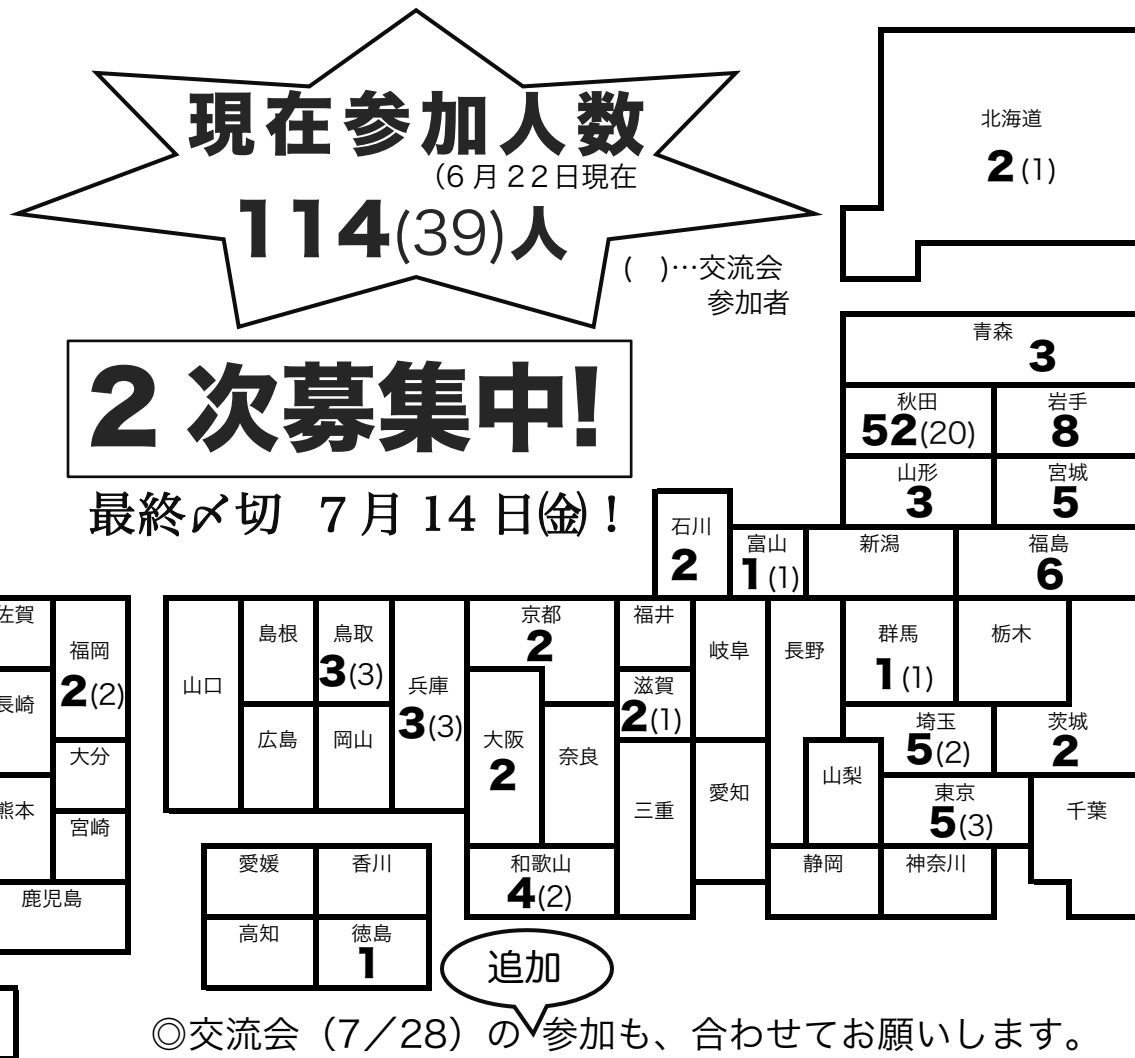 現在参加人数
(6月22日現在
114(39)人
( )…交流会
参加者
2次募集中!
最終〆切 7月14日㈮!
北海道
2(1)
青森
3
秋田
52(20)
岩手
8
山形
3
宮城
5
石川
2
富山
1(1)
新潟
福島
6
佐賀
福岡
2(2)
長崎
大分
熊本
宮崎
鹿児島
山口
島根
鳥取
3(3)
広島
岡山
兵庫
3(3)
京都
2
大阪
2
奈良
和歌山
4(2)
福井
滋賀
2(1)
三重
岐阜
愛知
長野
群馬
1(1)
栃木
埼玉
5(2)
茨城
2
山梨
東京
5(3)
千葉
静岡
神奈川
愛媛
香川
高知
徳島
1
追加
◎交流会(7/28)の 参加も、合わせてお願いします。